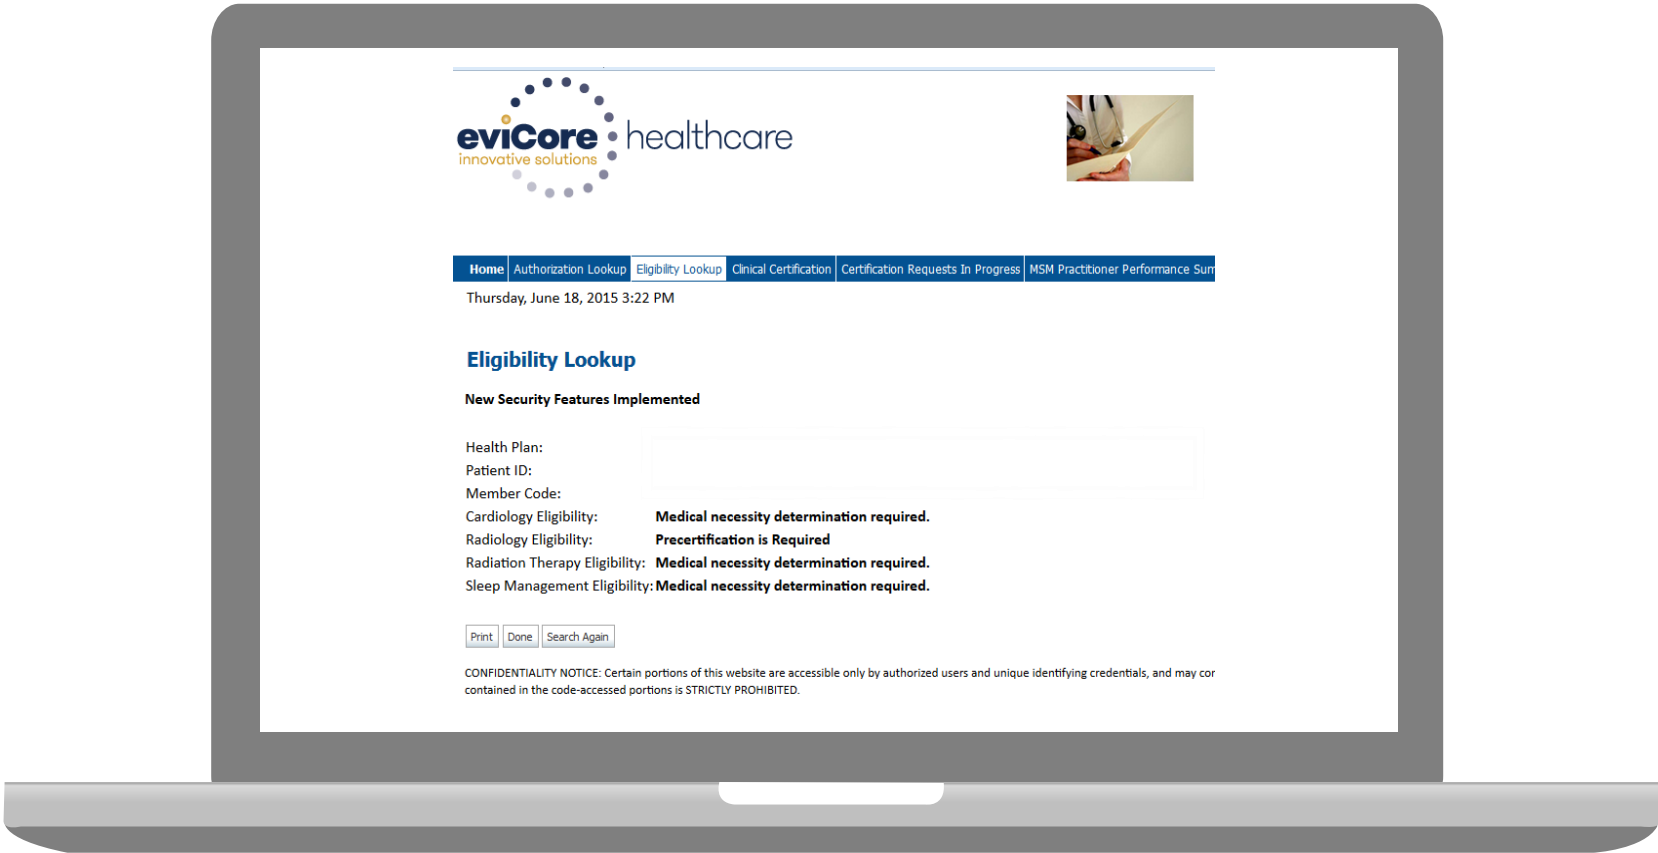 eviCore healthcare
innovative solutions
Home Authorization Lookup Eligibility Lookup Clinical Certification Certification Requests In Progress MSM Practitioner Performance Sum
Thursday, June 18, 2015 3:22 PM
Eligibility Lookup
New Security Features Implemented
Health Plan:
Patient ID:
Member Code:
Cardiology Eligibility: Medical necessity determination required.
Radiology Eligibility: Precertification is Required
Radiation Therapy Eligibility: Medical necessity determination required.
Sleep Management Eligibility: Medical necessity determination required.
Print Done Search Again
CONFIDENTIALITY NOTICE: Certain portions of this website are accessible only by authorized users and unique identifying credentials, and may cor
contained in the code-accessed portions is STRICTLY PROHIBITED.